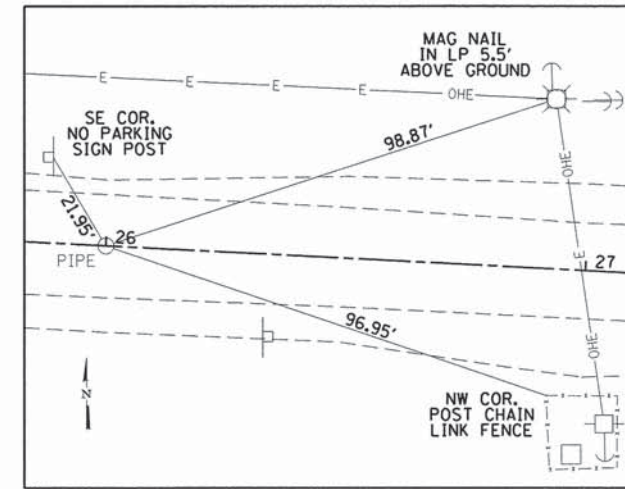 MAG NAIL
IN LP 5.5'
ABOVE GROUND
E
E
E
E
OHE
SE COR.
NO PARKING
SIGN POST
98.87'
OHE
21.95'
26
PIPE
E
27
96.95'
OHE
N
NW COR.
POST CHAIN
LINK FENCE